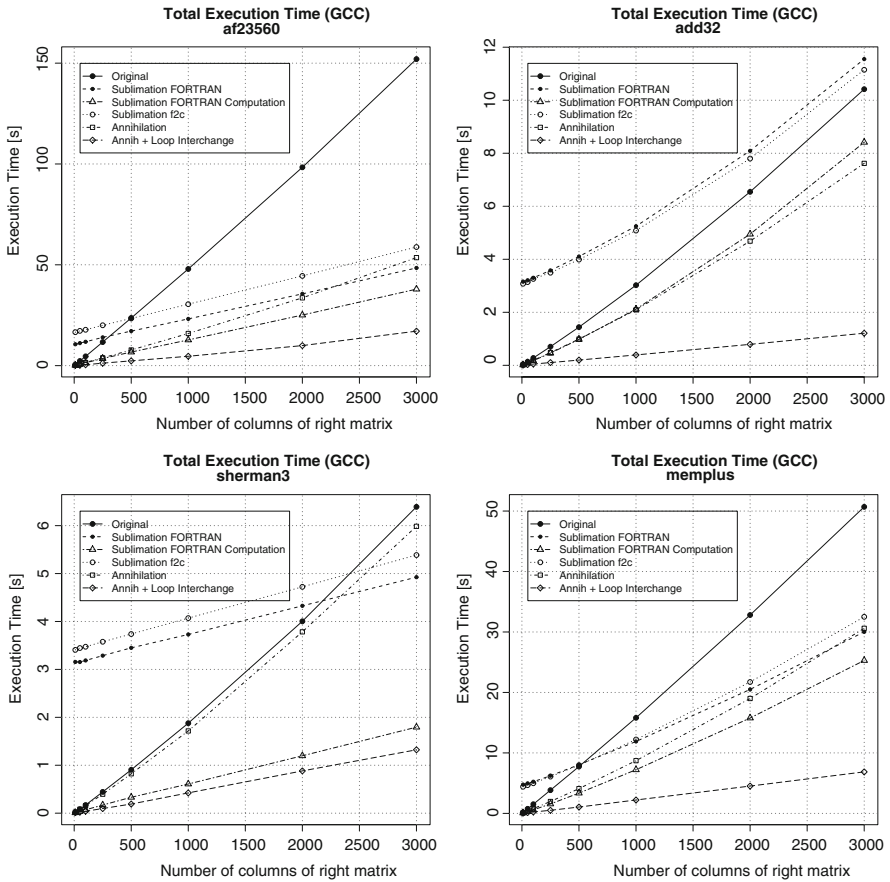 Total Execution Time (GCC)
af23560
Execution Time [s]
150
100
50
0
Original
Sublimation FORTRAN
Sublimation FORTRAN Computation
Sublimation f2c
Annihilation
Annih + Loop Interchange
0 500 1000 1500 2000 2500 3000
Number of columns of right matrix
Total Execution Time (GCC)
add32
Execution Time [s]
12
10
8
6
4
2
0
Original
Sublimation FORTRAN
Sublimation FORTRAN Computation
Sublimation f2c
Annihilation
Annih + Loop Interchange
0 500 1000 1500 2000 2500 3000
Number of columns of right matrix
Total Execution Time (GCC)
sherman3
Execution Time [s]
6
5
4
3
2
1
0
Original
Sublimation FORTRAN
Sublimation FORTRAN Computation
Sublimation f2c
Annihilation
Annih + Loop Interchange
0 500 1000 1500 2000 2500 3000
Number of columns of right matrix
Total Execution Time (GCC)
memplus
Execution Time [s]
50
40
30
20
10
0
Original
Sublimation FORTRAN
Sublimation FORTRAN Computation
Sublimation f2c
Annihilation
Annih + Loop Interchange
0 500 1000 1500 2000 2500 3000
Number of columns of right matrix